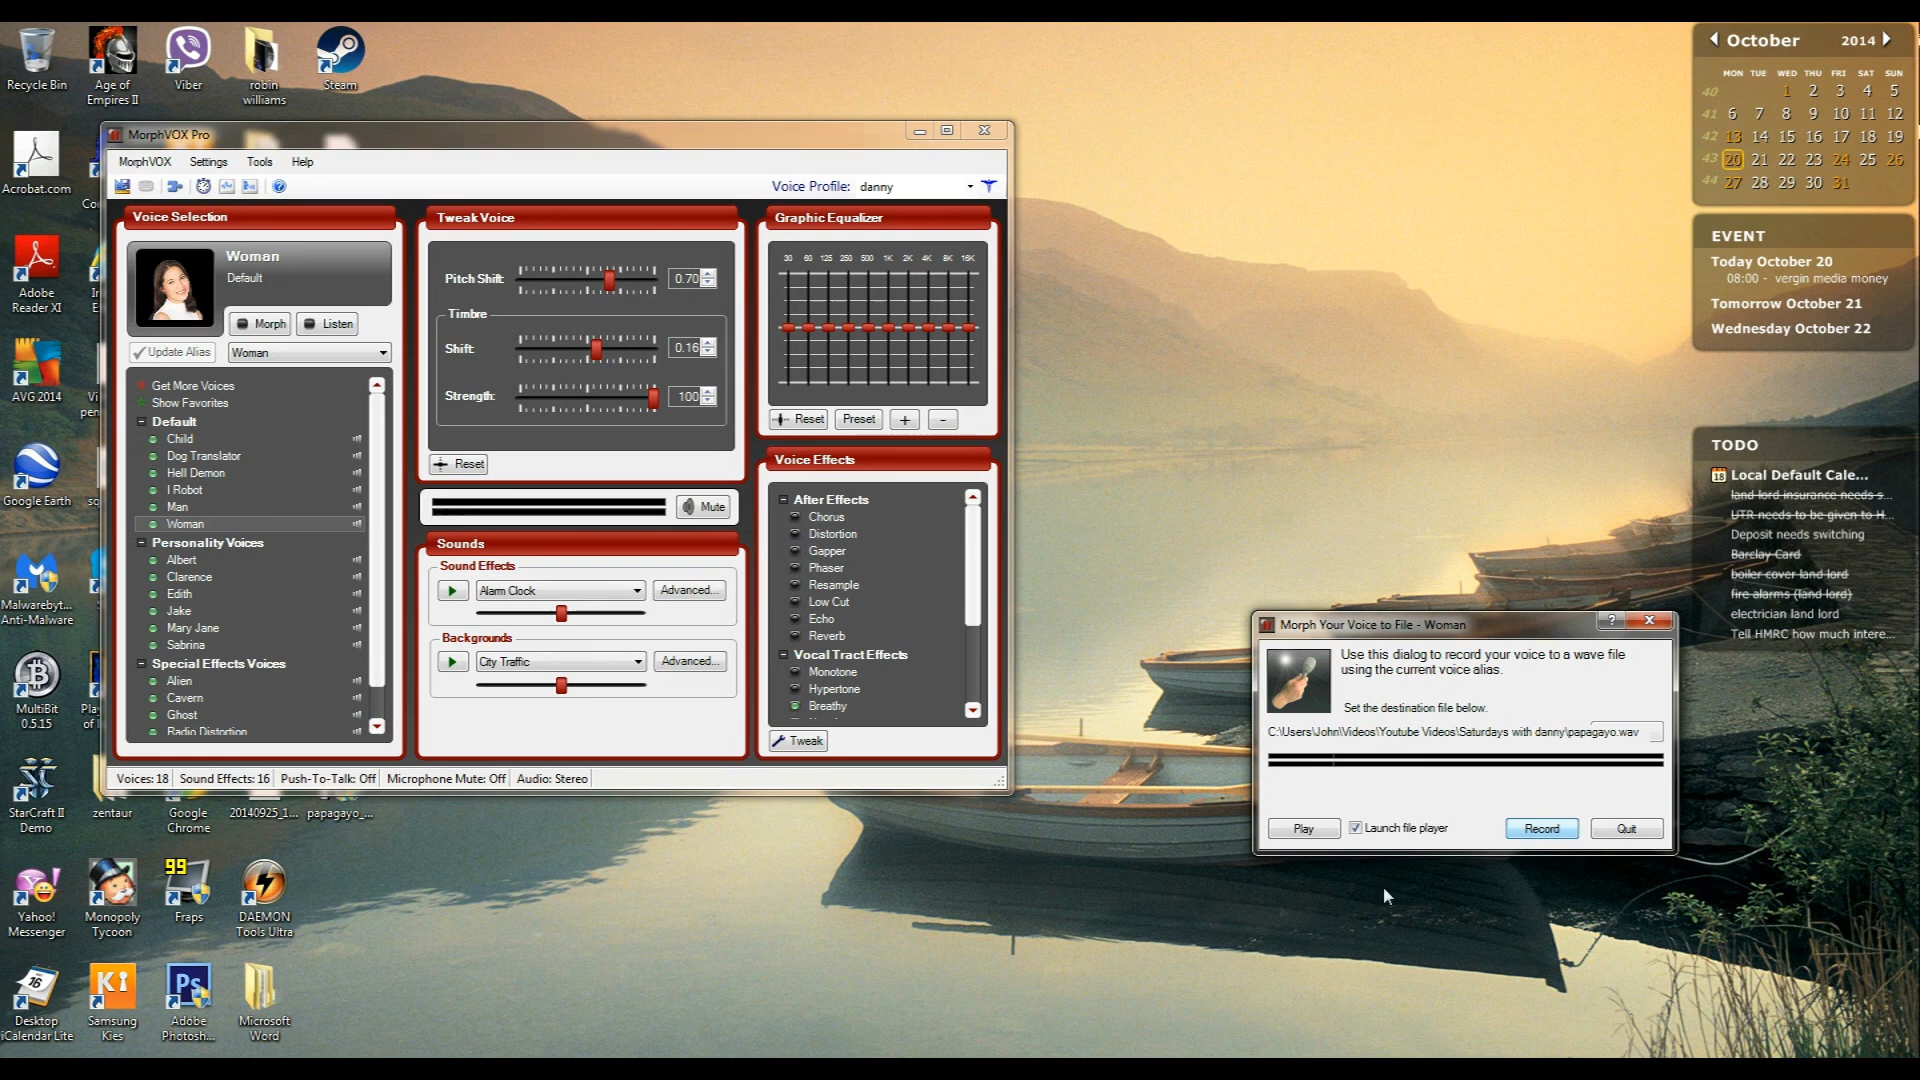 Recycle Bin
Age of
Empires II
Viber
robin
williams
Steam
Acrobat.com
Adobe
Reader XI
AVG 2014
Google Earth
Malwarebyt...
Anti-Malware
MultiBit
0.5.15
StarCraft II
Demo
zentaur
Google
Chrome
20140925_1...
papagayo_...
Yahoo!
Messenger
Monopoly
Tycoon
99
Fraps
DAEMON
Tools Ultra
16
Desktop
iCalendar Lite
Ki
Samsung
Kies
Ps
Adobe
Photosh...
Microsoft
Word
MorphVOX Pro
MorphVOX Settings Tools Help
Voice Profile: danny
Voice Selection
Woman
Default
Morph
Listen
Update Alias
Woman
Get More Voices
Show Favorites
Default
Child
Dog Translator
Hell Demon
I Robot
Man
Woman
Personality Voices
Albert
Clarence
Edith
Jake
Mary Jane
Sabrina
Special Effects Voices
Alien
Cavern
Ghost
Radio Distortion
Tweak Voice
Pitch Shift: 0.70
Timbre
Shift: 0.16
Strength: 100
Reset
Mute
Sounds
Sound Effects
Alarm Clock
Advanced...
Backgrounds
City Traffic
Advanced...
Graphic Equalizer
30 60 125 250 500 1K 2K 4K 8K 16K
Reset
Preset
+
-
Voice Effects
After Effects
Chorus
Distortion
Gapper
Phaser
Resample
Low Cut
Echo
Reverb
Vocal Tract Effects
Monotone
Hypertone
Breathy
Tweak
Voices: 18 Sound Effects: 16 Push-To-Talk: Off Microphone Mute: Off Audio: Stereo
Morph Your Voice to File - Woman
Use this dialog to record your voice to a wave file
using the current voice alias.
Set the destination file below.
C:\Users\John\Videos\Youtube Videos\Saturdays with danny\papagayo.wav
Play
Launch file player
Record
Quit
October 2014
MON TUE WED THU FRI SAT SUN
40 1 2 3 4 5
41 6 7 8 9 10 11 12
42 13 14 15 16 17 18 19
43 20 21 22 23 24 25 26
44 27 28 29 30 31
EVENT
Today October 20
08:00 - vergin media money
Tomorrow October 21
Wednesday October 22
TODO
18 Local Default Cale...
land lord insurance needs s...
UTR needs to be given to H...
Deposit needs switching
Barclay Card
boiler cover land lord
fire alarms (land lord)
electrician land lord
Tell HMRC how much intere...